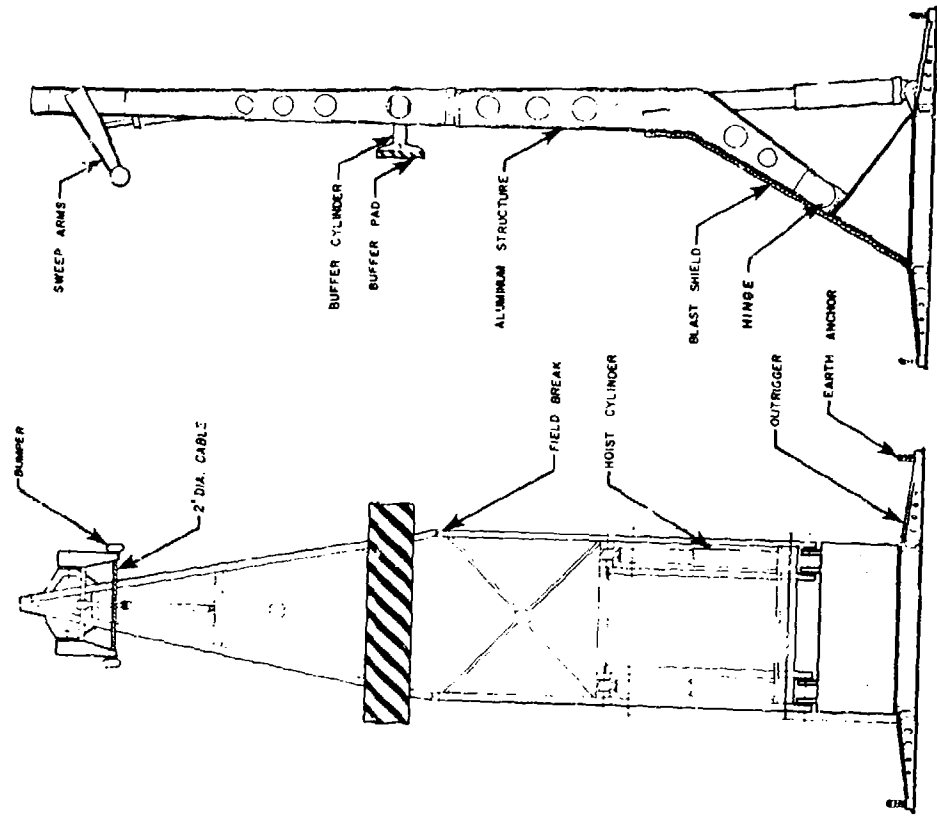 BUMPER
2" DIA. CABLE
FIELD BREAK
HOIST CYLINDER
OUTRIGGER
EARTH ANCHOR
SWEEP ARMS
BUFFER CYLINDER
BUFFER PAD
ALUMINUM STRUCTURE
BLAST SHIELD
HINGE